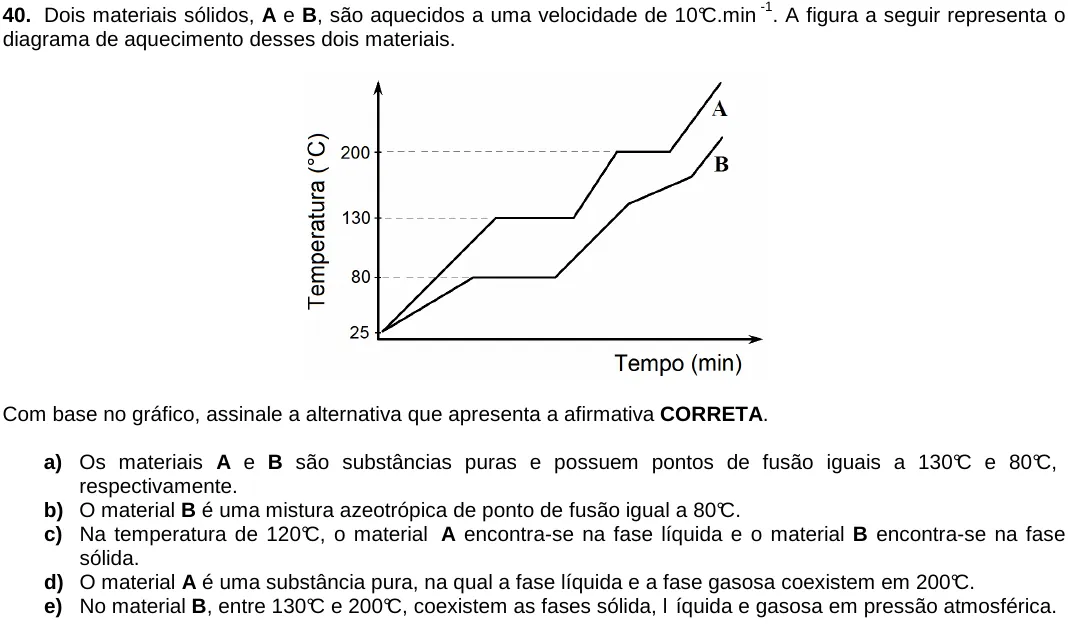 40. Dois materiais sólidos, A e B, são aquecidos a uma velocidade de 10°C.min -1. A figura a seguir representa o
diagrama de aquecimento desses dois materiais.
Temperatura (°C)
200
130
80
25
A
B
Tempo (min)
Com base no gráfico, assinale a alternativa que apresenta a afirmativa CORRETA.
a) Os materiais A e B são substâncias puras e possuem pontos de fusão iguais a 130°C e 80°C,
respectivamente.
b) O material B é uma mistura azeotrópica de ponto de fusão igual a 80°C.
c) Na temperatura de 120°C, o material A encontra-se na fase líquida e o material B encontra-se na fase
sólida.
d) O material A é uma substância pura, na qual a fase líquida e a fase gasosa coexistem em 200°C.
e) No material B, entre 130°C e 200°C, coexistem as fases sólida, l íquida e gasosa em pressão atmosférica.